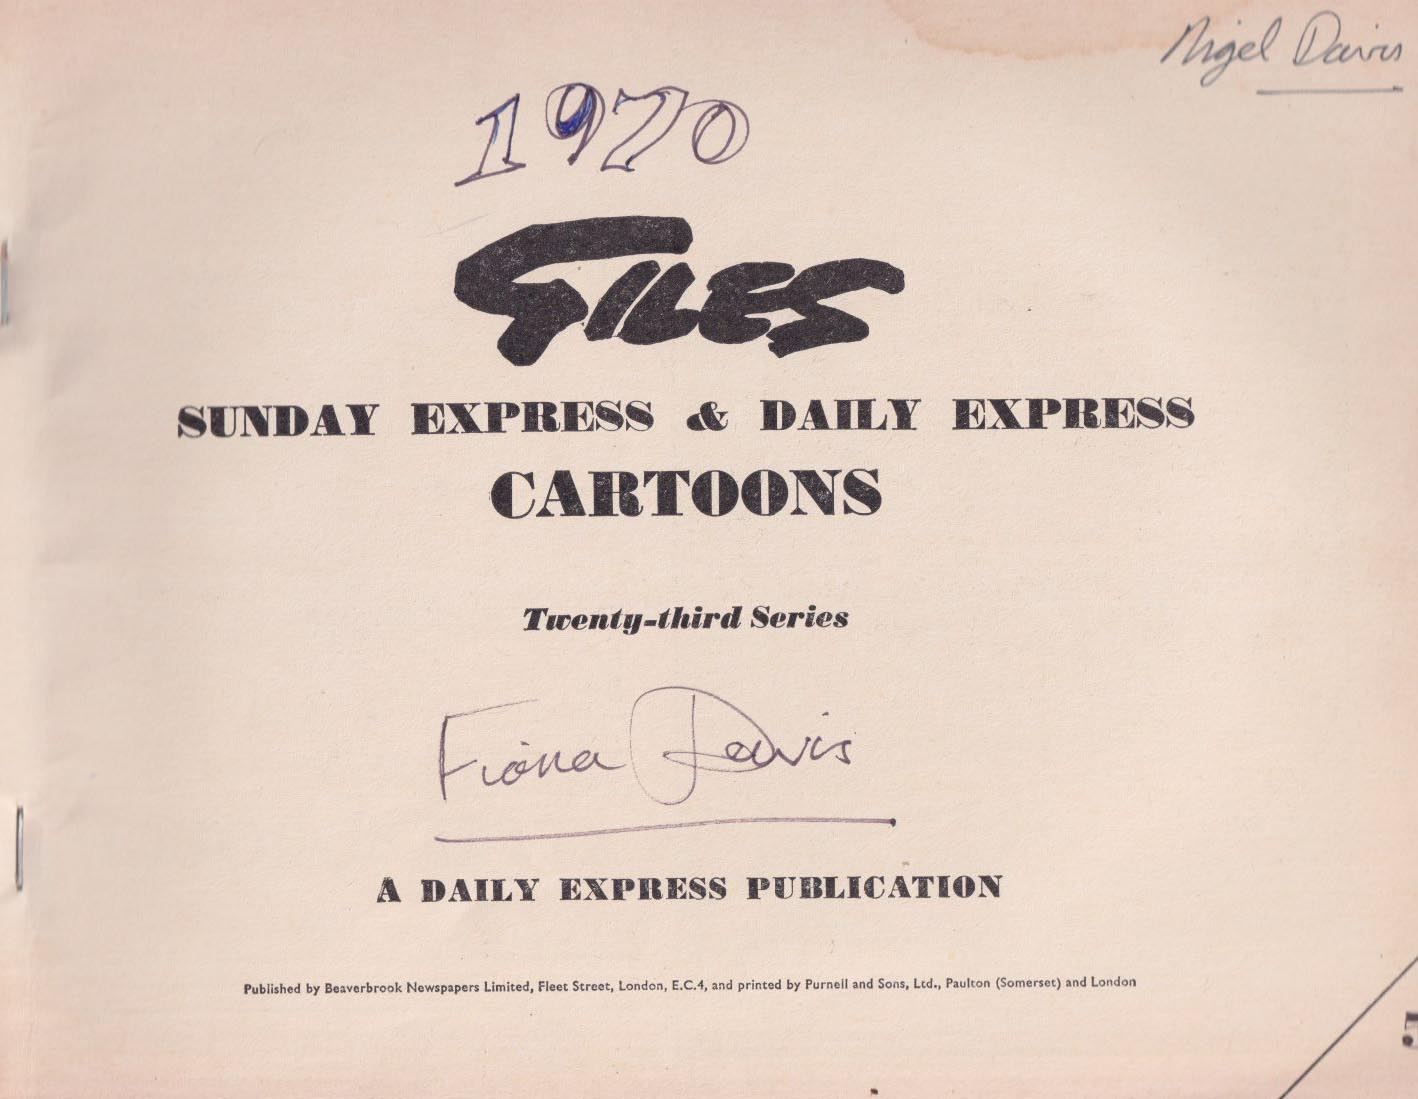 Nigel Davis
1970
GILES
SUNDAY EXPRESS & DAILY EXPRESS
CARTOONS
Twenty-third Series
Fiona Davis
A DAILY EXPRESS PUBLICATION
Published by Beaverbrook Newspapers Limited, Fleet Street, London, E.C.4, and printed by Purnell and Sons, Ltd., Paulton (Somerset) and London